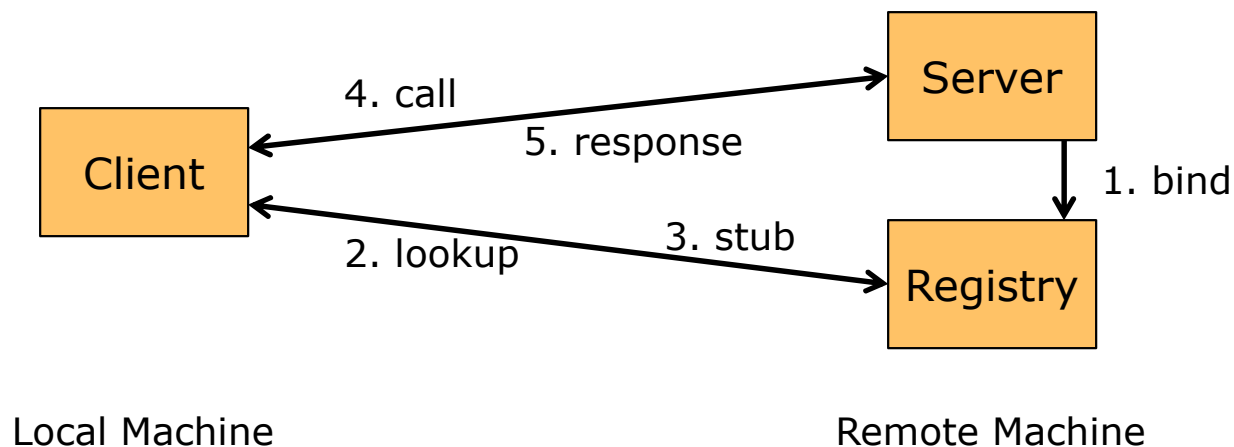 Server
4. call
5. response
Client
1. bind
3. stub
2. lookup
Registry
Local Machine
Remote Machine